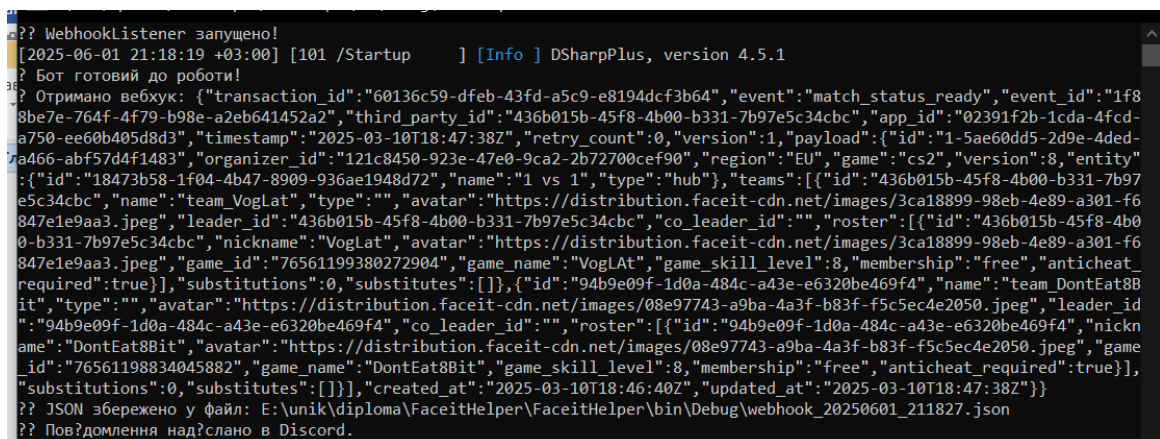 ?? WebhookListener запущено!
[2025-06-01 21:18:19 +03:00] [101 /Startup     ] [Info ] DSharpPlus, version 4.5.1
? Бот готовий до роботи!
? Отримано вебхук: {"transaction_id":"60136c59-dfeb-43fd-a5c9-e8194dcf3b64","event":"match_status_ready","event_id":"1f8
8be7e-764f-4f79-b98e-a2eb641452a2","third_party_id":"436b015b-45f8-4b00-b331-7b97e5c34cbc","app_id":"02391f2b-1cda-4fcd-
a750-ee60b405d8d3","timestamp":"2025-03-10T18:47:38Z","retry_count":0,"version":1,"payload":{"id":"1-5ae60dd5-2d9e-4ded-
a466-abf57d4f1483","organizer_id":"121c8450-923e-47e0-9ca2-2b72700cef90","region":"EU","game":"cs2","version":8,"entity"
:{"id":"18473b58-1f04-4b47-8909-936ae1948d72","name":"1 vs 1","type":"hub"},"teams":[{"id":"436b015b-45f8-4b00-b331-7b97
e5c34cbc","name":"team_VogLat","type":"","avatar":"https://distribution.faceit-cdn.net/images/3ca18899-98eb-4e89-a301-f6
847e1e9aa3.jpeg","leader_id":"436b015b-45f8-4b00-b331-7b97e5c34cbc","co_leader_id":"","roster":[{"id":"436b015b-45f8-4b0
0-b331-7b97e5c34cbc","nickname":"VogLat","avatar":"https://distribution.faceit-cdn.net/images/3ca18899-98eb-4e89-a301-f6
847e1e9aa3.jpeg","game_id":"76561199380272904","game_name":"VogLAt","game_skill_level":8,"membership":"free","anticheat_
required":true}],"substitutions":0,"substitutes":[]},{"id":"94b9e09f-1d0a-484c-a43e-e6320be469f4","name":"team_DontEat8B
it","type":"","avatar":"https://distribution.faceit-cdn.net/images/08e97743-a9ba-4a3f-b83f-f5c5ec4e2050.jpeg","leader_id
":"94b9e09f-1d0a-484c-a43e-e6320be469f4","co_leader_id":"","roster":[{"id":"94b9e09f-1d0a-484c-a43e-e6320be469f4","nickn
ame":"DontEat8Bit","avatar":"https://distribution.faceit-cdn.net/images/08e97743-a9ba-4a3f-b83f-f5c5ec4e2050.jpeg","game
_id":"76561198834045882","game_name":"DontEat8Bit","game_skill_level":8,"membership":"free","anticheat_required":true}],
"substitutions":0,"substitutes":[]}],"created_at":"2025-03-10T18:46:40Z","updated_at":"2025-03-10T18:47:38Z"}}
?? JSON збережено у файл: E:\unik\diploma\FaceitHelper\FaceitHelper\bin\Debug\webhook_20250601_211827.json
?? Пов?домлення над?слано в Discord.